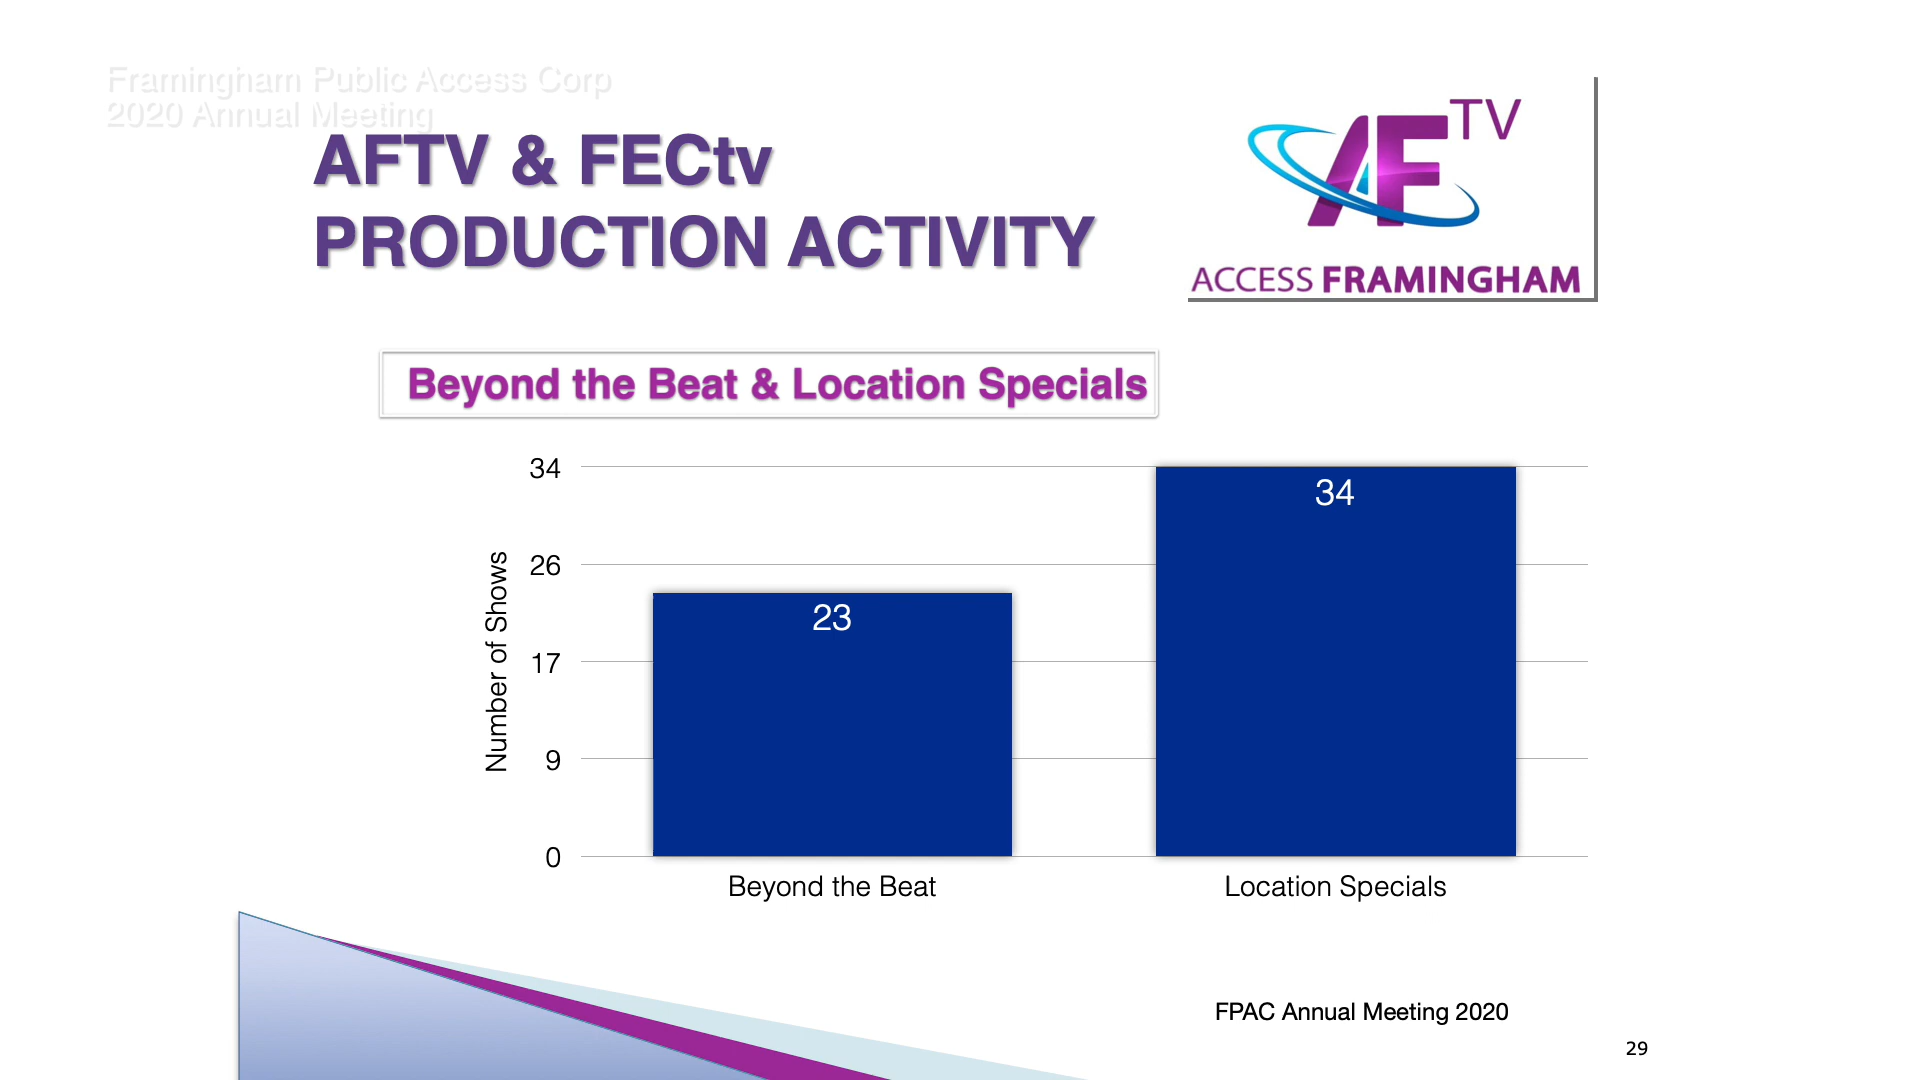 Framingham Public Access Corp
2020 Annual Meeting
AFTV & FECtv
PRODUCTION ACTIVITY
AF TV
ACCESS FRAMINGHAM
Beyond the Beat & Location Specials
Number of Shows
34
26
17
9
0
23
34
Beyond the Beat
Location Specials
FPAC Annual Meeting 2020
29